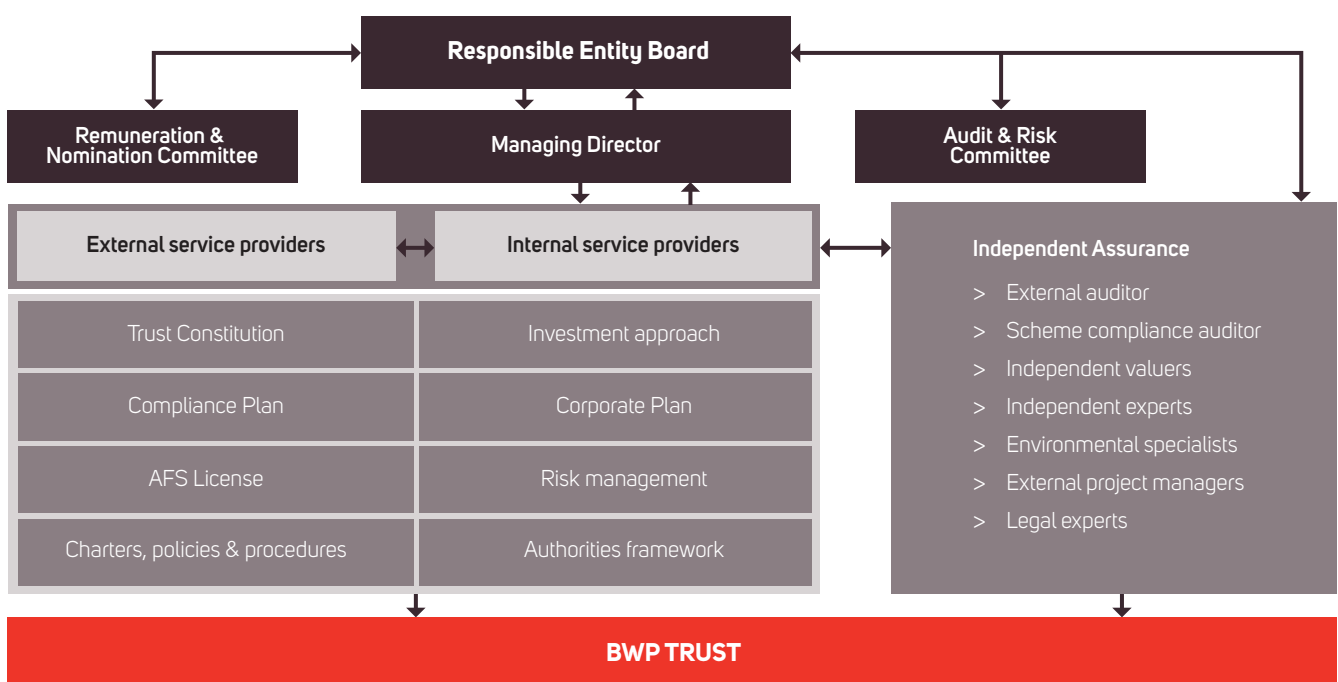 Responsible Entity Board
Remuneration &
Nomination Committee
Managing Director
Audit & Risk
Committee
External service providers
Internal service providers
Trust Constitution
Investment approach
Compliance Plan
Corporate Plan
AFS License
Risk management
Charters, policies & procedures
Authorities framework
Independent Assurance
> External auditor
> Scheme compliance auditor
> Independent valuers
> Independent experts
> Environmental specialists
> External project managers
> Legal experts
BWP TRUST